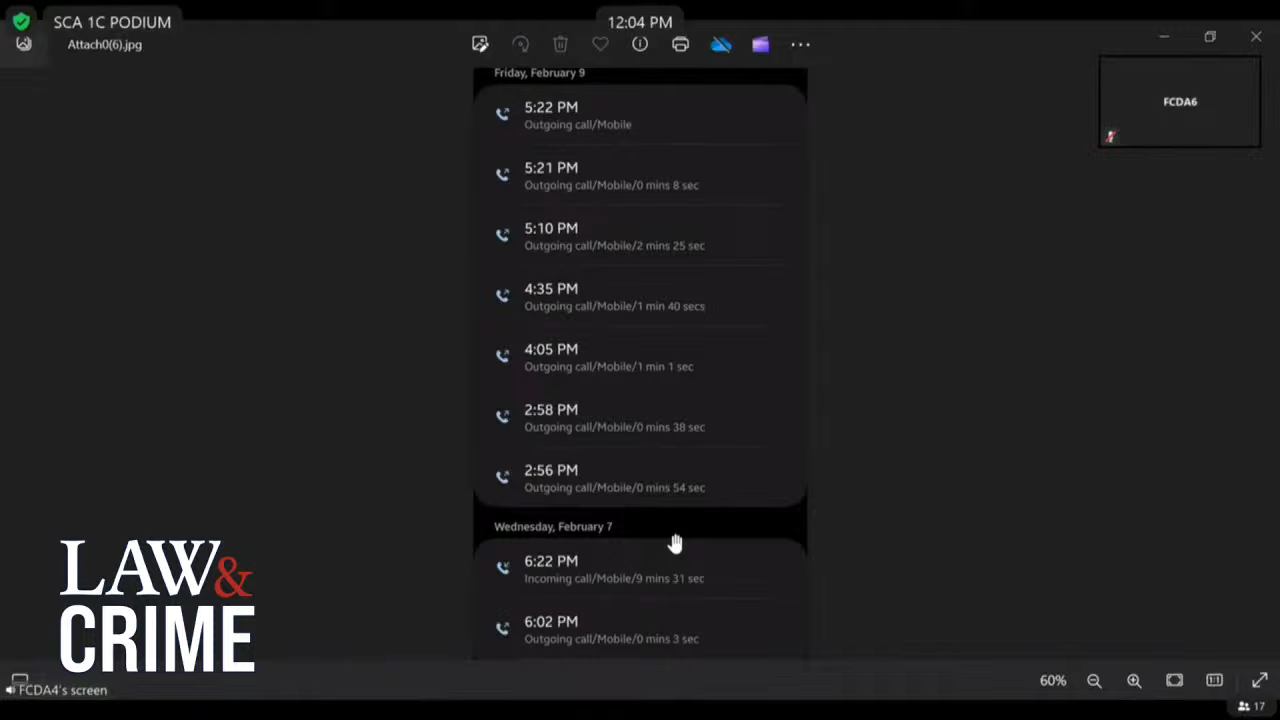 SCA 1C PODIUM
12:04 PM
Attach0(6).jpg
FCDA6
Friday, February 9
5:22 PM
Outgoing call/Mobile
5:21 PM
Outgoing call/Mobile/0 mins 8 sec
5:10 PM
Outgoing call/Mobile/2 mins 25 sec
4:35 PM
Outgoing call/Mobile/1 min 40 secs
4:05 PM
Outgoing call/Mobile/1 min 1 sec
2:58 PM
Outgoing call/Mobile/0 mins 38 sec
2:56 PM
Outgoing call/Mobile/0 mins 54 sec
Wednesday, February 7
6:22 PM
Incoming call/Mobile/9 mins 31 sec
6:02 PM
Outgoing call/Mobile/0 mins 3 sec
LAW&
CRIME
60%
1:1
FCDA4's screen
17